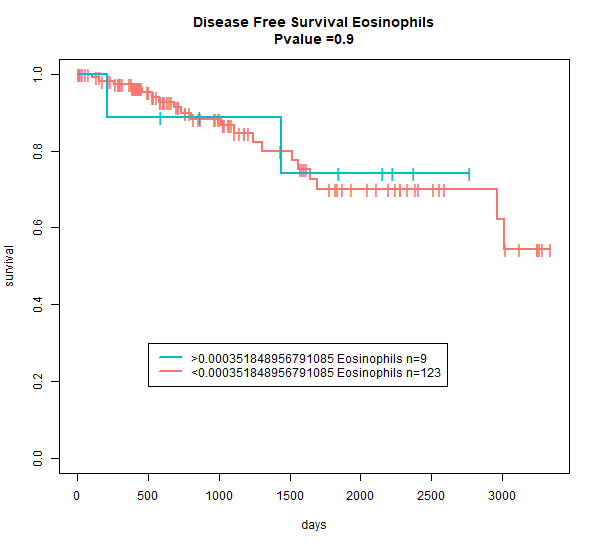 Disease Free Survival Eosinophils
Pvalue =0.9
survival
1.0
0.8
0.6
0.4
0.2
0.0
>0.000351848956791085 Eosinophils n=9
<0.000351848956791085 Eosinophils n=123
0 500 1000 1500 2000 2500 3000
days